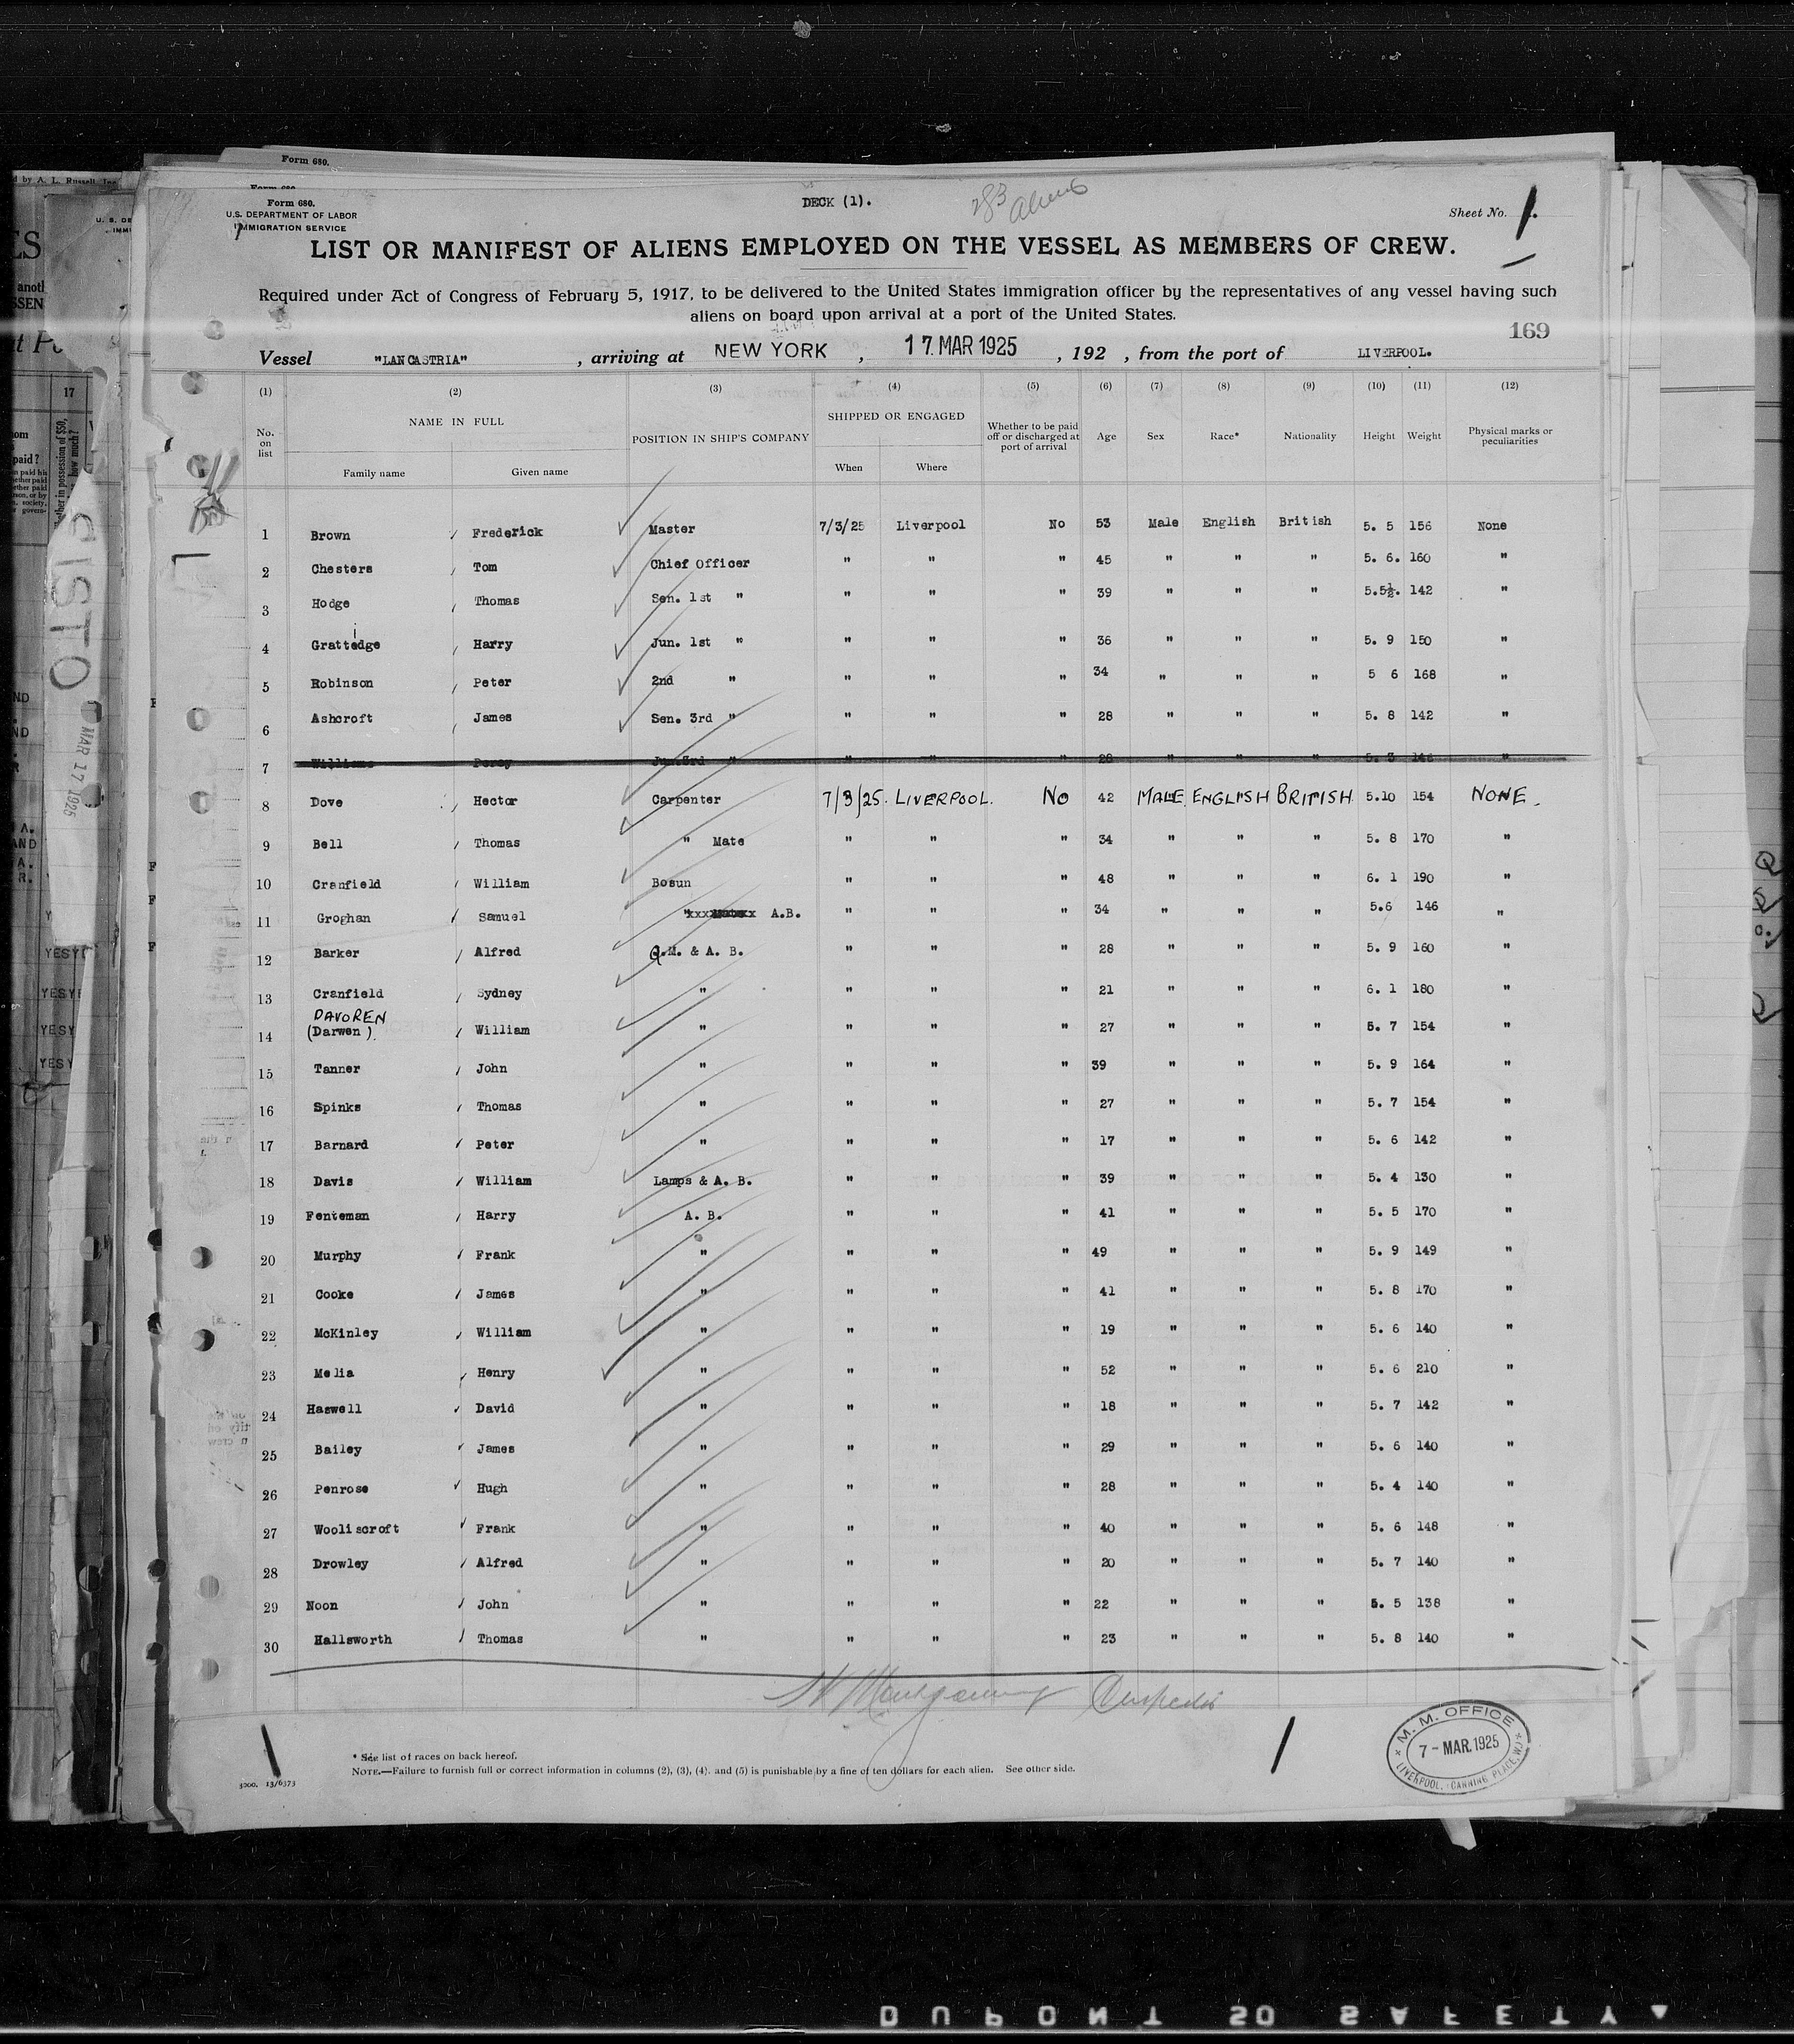 Form 680.
Form 680.
U.S. DEPARTMENT OF LABOR
IMMIGRATION SERVICE
DECK (1).
283 Aliens
Sheet No. 1.
LIST OR MANIFEST OF ALIENS EMPLOYED ON THE VESSEL AS MEMBERS OF CREW.
Required under Act of Congress of February 5, 1917, to be delivered to the United States immigration officer by the representatives of any vessel having such
aliens on board upon arrival at a port of the United States.
169
Vessel "LANCASTRIA" , arriving at NEW YORK , 17 MAR 1925 , 192 , from the port of LIVERPOOL.
(1) (2) (3) (4) (5) (6) (7) (8) (9) (10) (11) (12)
No. on list NAME IN FULL Family name Given name POSITION IN SHIP'S COMPANY SHIPPED OR ENGAGED When Where Whether to be paid off or discharged at port of arrival Age Sex Race* Nationality Height Weight Physical marks or peculiarities
1 Brown Frederick Master 7/3/25 Liverpool No 53 Male English British 5. 5 156 None
2 Chesters Tom Chief Officer " " " 45 " " " 5. 6. 160 "
3 Hodge Thomas Sen. 1st " " " " 39 " " " 5.5½. 142 "
i
4 Grattedge Harry Jun. 1st " " " " 36 " " " 5. 9 150 "
5 Robinson Peter 2nd " " " " 34 " " " 5 6 168 "
6 Ashcroft James Sen. 3rd " " " " 28 " " " 5. 8 142 "
7 Williams Percy Jun.3rd " " " " 28 " " " 5. 3 "
8 Dove Hector Carpenter 7/3/25. LIVERPOOL. No 42 MALE ENGLISH BRITISH 5.10 154 NONE.
9 Bell Thomas " Mate " " " 34 " " " 5. 8 170 "
10 Cranfield William Bosun " " " 48 " " " 6. 1 190 "
11 Groghan Samuel " A.B. " " " 34 " " " 5.6 146 "
12 Barker Alfred Q.M. & A. B. " " " 28 " " " 5. 9 160 "
13 Cranfield Sydney " " " " 21 " " " 6. 1 180 "
DAVOREN
14 (Darwen). William " " " " 27 " " " 5. 7 154 "
15 Tanner John " " " " 39 " " " 5. 9 164 "
16 Spinks Thomas " " " " 27 " " " 5. 7 154 "
17 Barnard Peter " " " " 17 " " " 5. 6 142 "
18 Davis William Lamps & A. B. " " " 39 " " " 5. 4 130 "
19 Fenteman Harry A. B. " " " 41 " " " 5. 5 170 "
20 Murphy Frank " " " " 49 " " " 5. 9 149 "
21 Cooke James " " " " 41 " " " 5. 8 170 "
22 McKinley William " " " " 19 " " " 5. 6 140 "
23 Melia Henry " " " " 52 " " " 5. 6 210 "
24 Haswell David " " " " 18 " " " 5. 7 142 "
25 Bailey James " " " " 29 " " " 5. 6 140 "
26 Penrose Hugh " " " " 28 " " " 5. 4 140 "
27 Wooliscroft Frank " " " " 40 " " " 5. 6 148 "
28 Drowley Alfred " " " " 20 " " " 5. 7 140 "
29 Noon John " " " " 22 " " " 5. 5 138 "
30 Hallsworth Thomas " " " " 23 " " " 5. 8 140 "
Montgomery Inspector
* See list of races on back hereof.
NOTE.—Failure to furnish full or correct information in columns (2), (3), (4). and (5) is punishable by a fine of ten dollars for each alien. See other side.
3000. 13/6373
M. M. OFFICE
7 - MAR. 1925
LIVERPOOL, CANNING PLACE, W.J
MAR 17 1925
DUPONT SO SAFETY